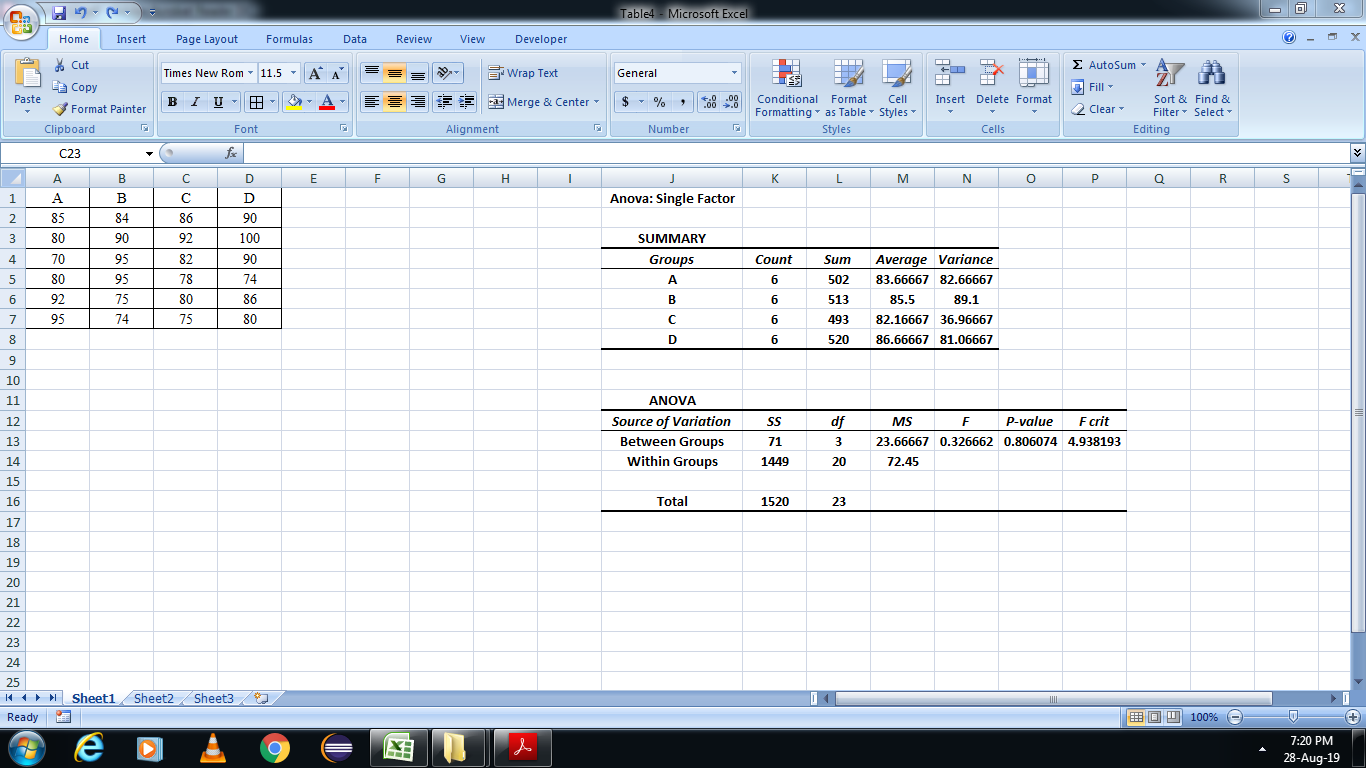 Table4 - Microsoft Excel
Home Insert Page Layout Formulas Data Review View Developer
Cut
Copy
Format Painter
Paste
Clipboard
Times New Rom 11.5
B I U
Font
Wrap Text
Merge & Center
Alignment
General
$ % ,
Number
Conditional Formatting
Format as Table
Cell Styles
Styles
Insert Delete Format
Cells
Σ AutoSum
Fill
Clear
Sort & Filter
Find & Select
Editing
C23 fx
A B C D E F G H I J K L M N O P Q R S
1 A B C D Anova: Single Factor
2 85 84 86 90
3 80 90 92 100 SUMMARY
4 70 95 82 90 Groups Count Sum Average Variance
5 80 95 78 74 A 6 502 83.66667 82.66667
6 92 75 80 86 B 6 513 85.5 89.1
7 95 74 75 80 C 6 493 82.16667 36.96667
8 D 6 520 86.66667 81.06667
9
10
11 ANOVA
12 Source of Variation SS df MS F P-value F crit
13 Between Groups 71 3 23.66667 0.326662 0.806074 4.938193
14 Within Groups 1449 20 72.45
15
16 Total 1520 23
17
18
19
20
21
22
23
24
25
Sheet1 Sheet2 Sheet3
Ready 100%
7:20 PM
28-Aug-19